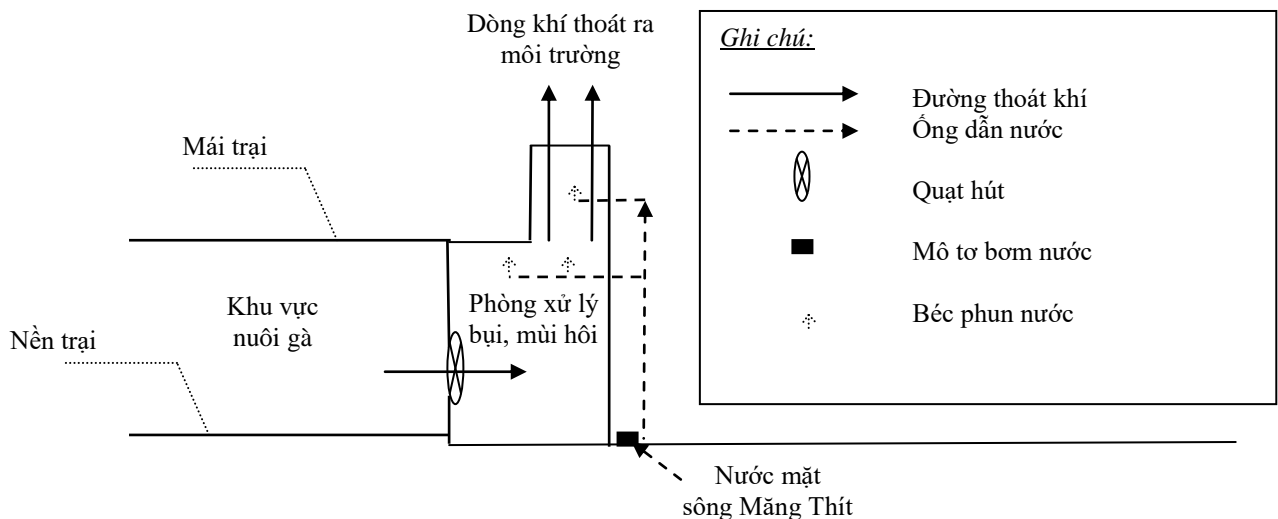 Dòng khí thoát ra
môi trường
Mái trại
Khu vực
nuôi gà
Nền trại
Phòng xử lý
bụi, mùi hôi
Nước mặt
sông Măng Thít
Ghi chú:
Đường thoát khí
Ống dẫn nước
Quạt hút
Mô tơ bơm nước
Béc phun nước